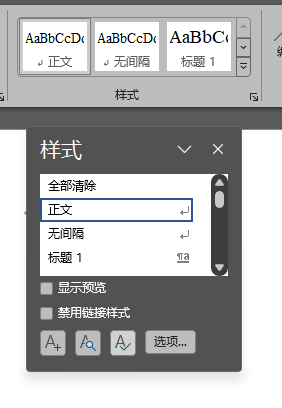 AaBbCcDc AaBbCcDc AaBbC
↲ 正文 ↲ 无间隔 标题 1
样式
样式
全部清除
正文
无间隔
标题 1 ¶a
显示预览
禁用链接样式
选项...